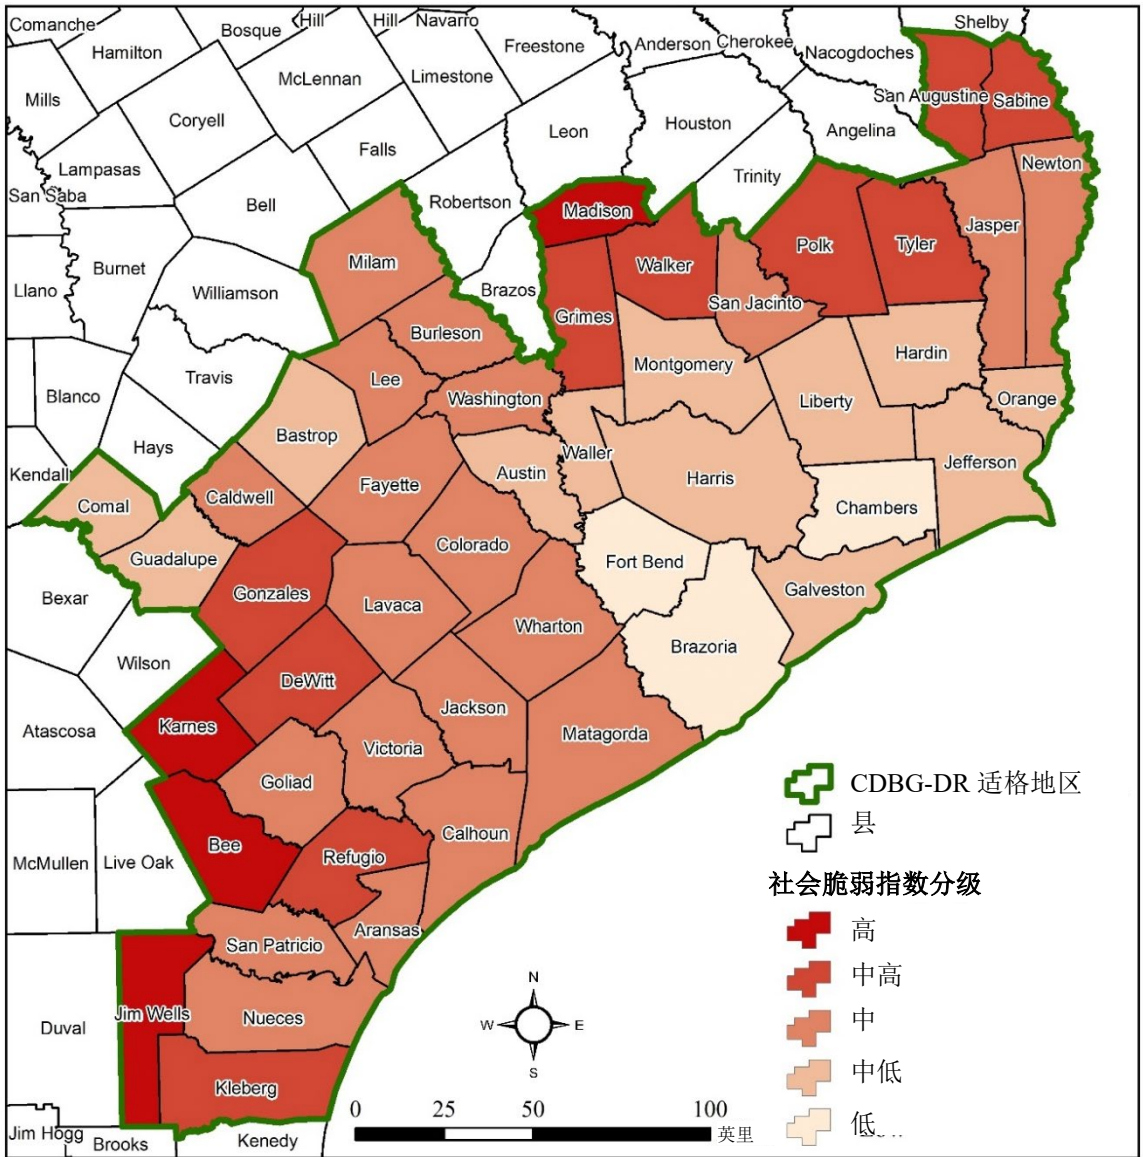 Shelby
Comanche
Hill
Hill
Navarro
Bosque
Hamilton
Freestone
Anderson
Cherokee
Nacogdoches
McLennan
Limestone
Mills
San Augustine
Sabine
Coryell
Leon
Houston
Angelina
Falls
Lampasas
Newton
Trinity
San Saba
Bell
Robertson
Madison
Jasper
Polk
Tyler
Milam
Walker
Burnet
Llano
Williamson
Brazos
San Jacinto
Grimes
Burleson
Hardin
Montgomery
Travis
Lee
Blanco
Washington
Liberty
Orange
Bastrop
Hays
Waller
Jefferson
Kendall
Austin
Harris
Fayette
Caldwell
Comal
Chambers
Colorado
Guadalupe
Fort Bend
Galveston
Bexar
Gonzales
Lavaca
Wharton
Brazoria
Wilson
DeWitt
Jackson
Karnes
Atascosa
Matagorda
Victoria
Goliad
CDBG-DR 适格地区
县
Calhoun
Bee
Refugio
McMullen
Live Oak
社会脆弱指数分级
高
Aransas
San Patricio
中高
N
Jim Wells
Nueces
Duval
W
E
中
S
中低
Kleberg
0
25
50
100
英里
低
Jim Hogg
Brooks
Kenedy